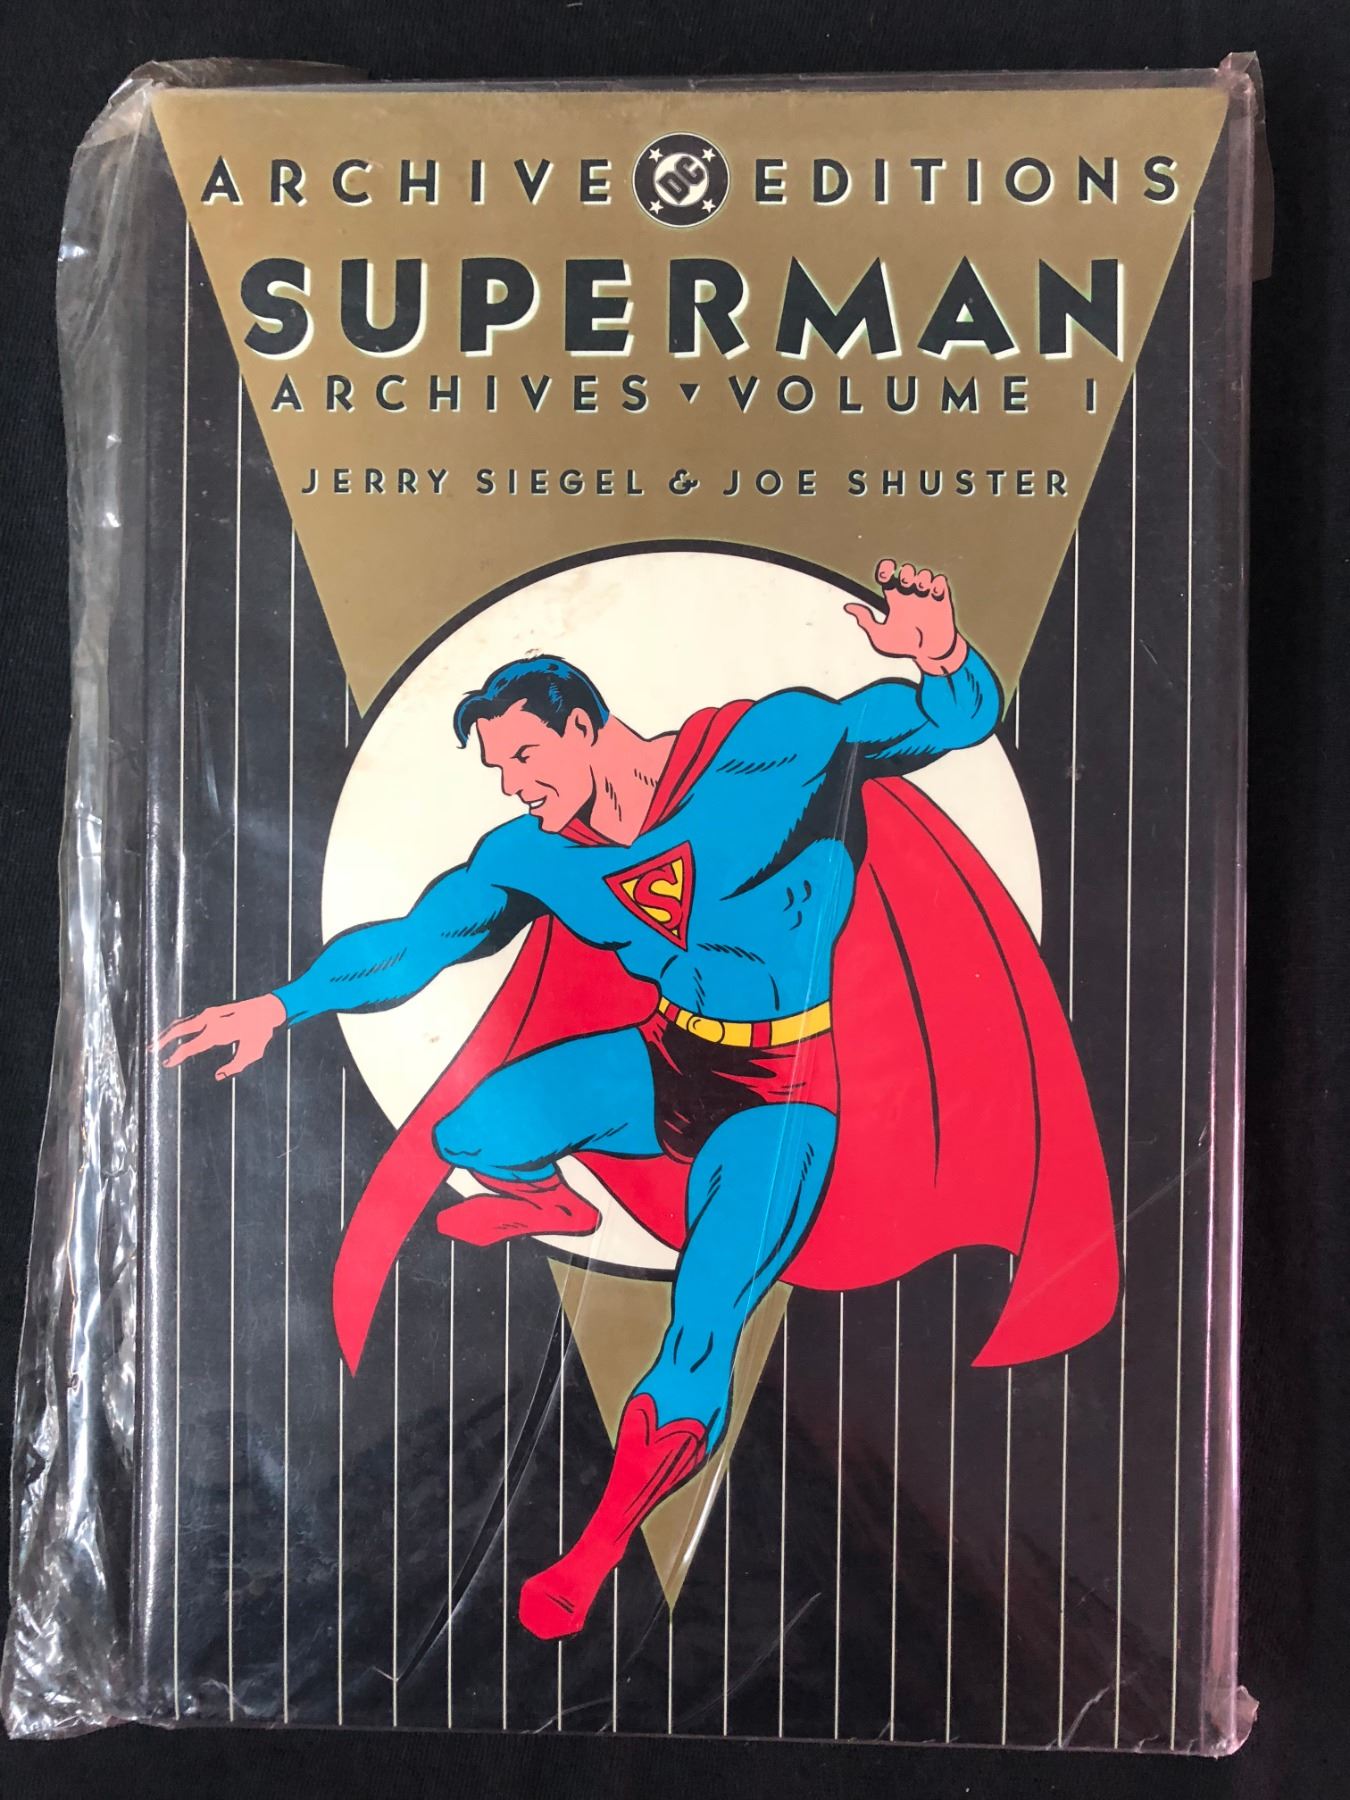 ARCHIVE DC EDITIONS
SUPERMAN
ARCHIVES ▾ VOLUME 1
JERRY SIEGEL & JOE SHUSTER
S